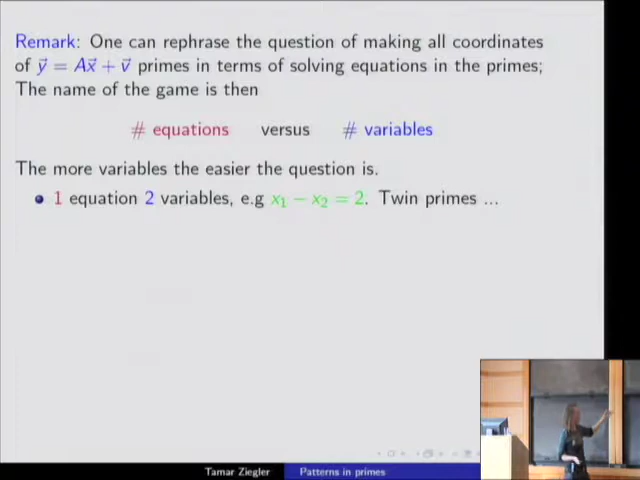 Remark: One can rephrase the question of making all coordinates
of y⃗ = Ax⃗ + v⃗ primes in terms of solving equations in the primes;
The name of the game is then
# equations versus # variables
The more variables the easier the question is.
• 1 equation 2 variables, e.g x₁ − x₂ = 2. Twin primes ...
Tamar Ziegler Patterns in primes